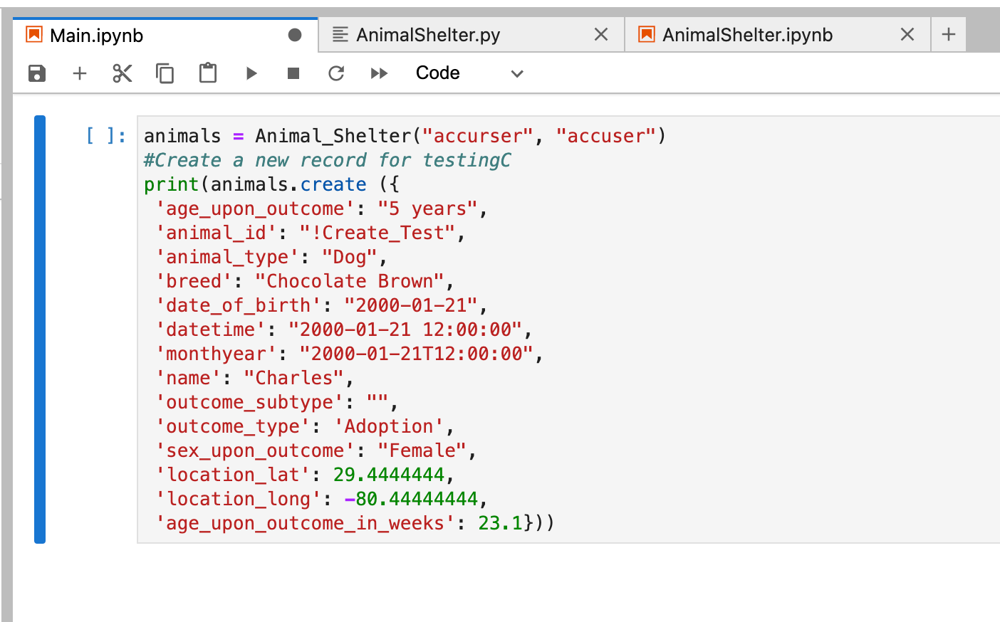 Main.ipynb
AnimalShelter.py
AnimalShelter.ipynb
Code
[ ]:
animals = Animal_Shelter("accurser", "accuser")
#Create a new record for testingC
print(animals.create ({
'age_upon_outcome': "5 years",
'animal_id': "!Create_Test",
'animal_type': "Dog",
'breed': "Chocolate Brown",
'date_of_birth': "2000-01-21",
'datetime': "2000-01-21 12:00:00",
'monthyear': "2000-01-21T12:00:00",
'name': "Charles",
'outcome_subtype': "",
'outcome_type': 'Adoption',
'sex_upon_outcome': "Female",
'location_lat': 29.4444444,
'location_long': -80.44444444,
'age_upon_outcome_in_weeks': 23.1}))